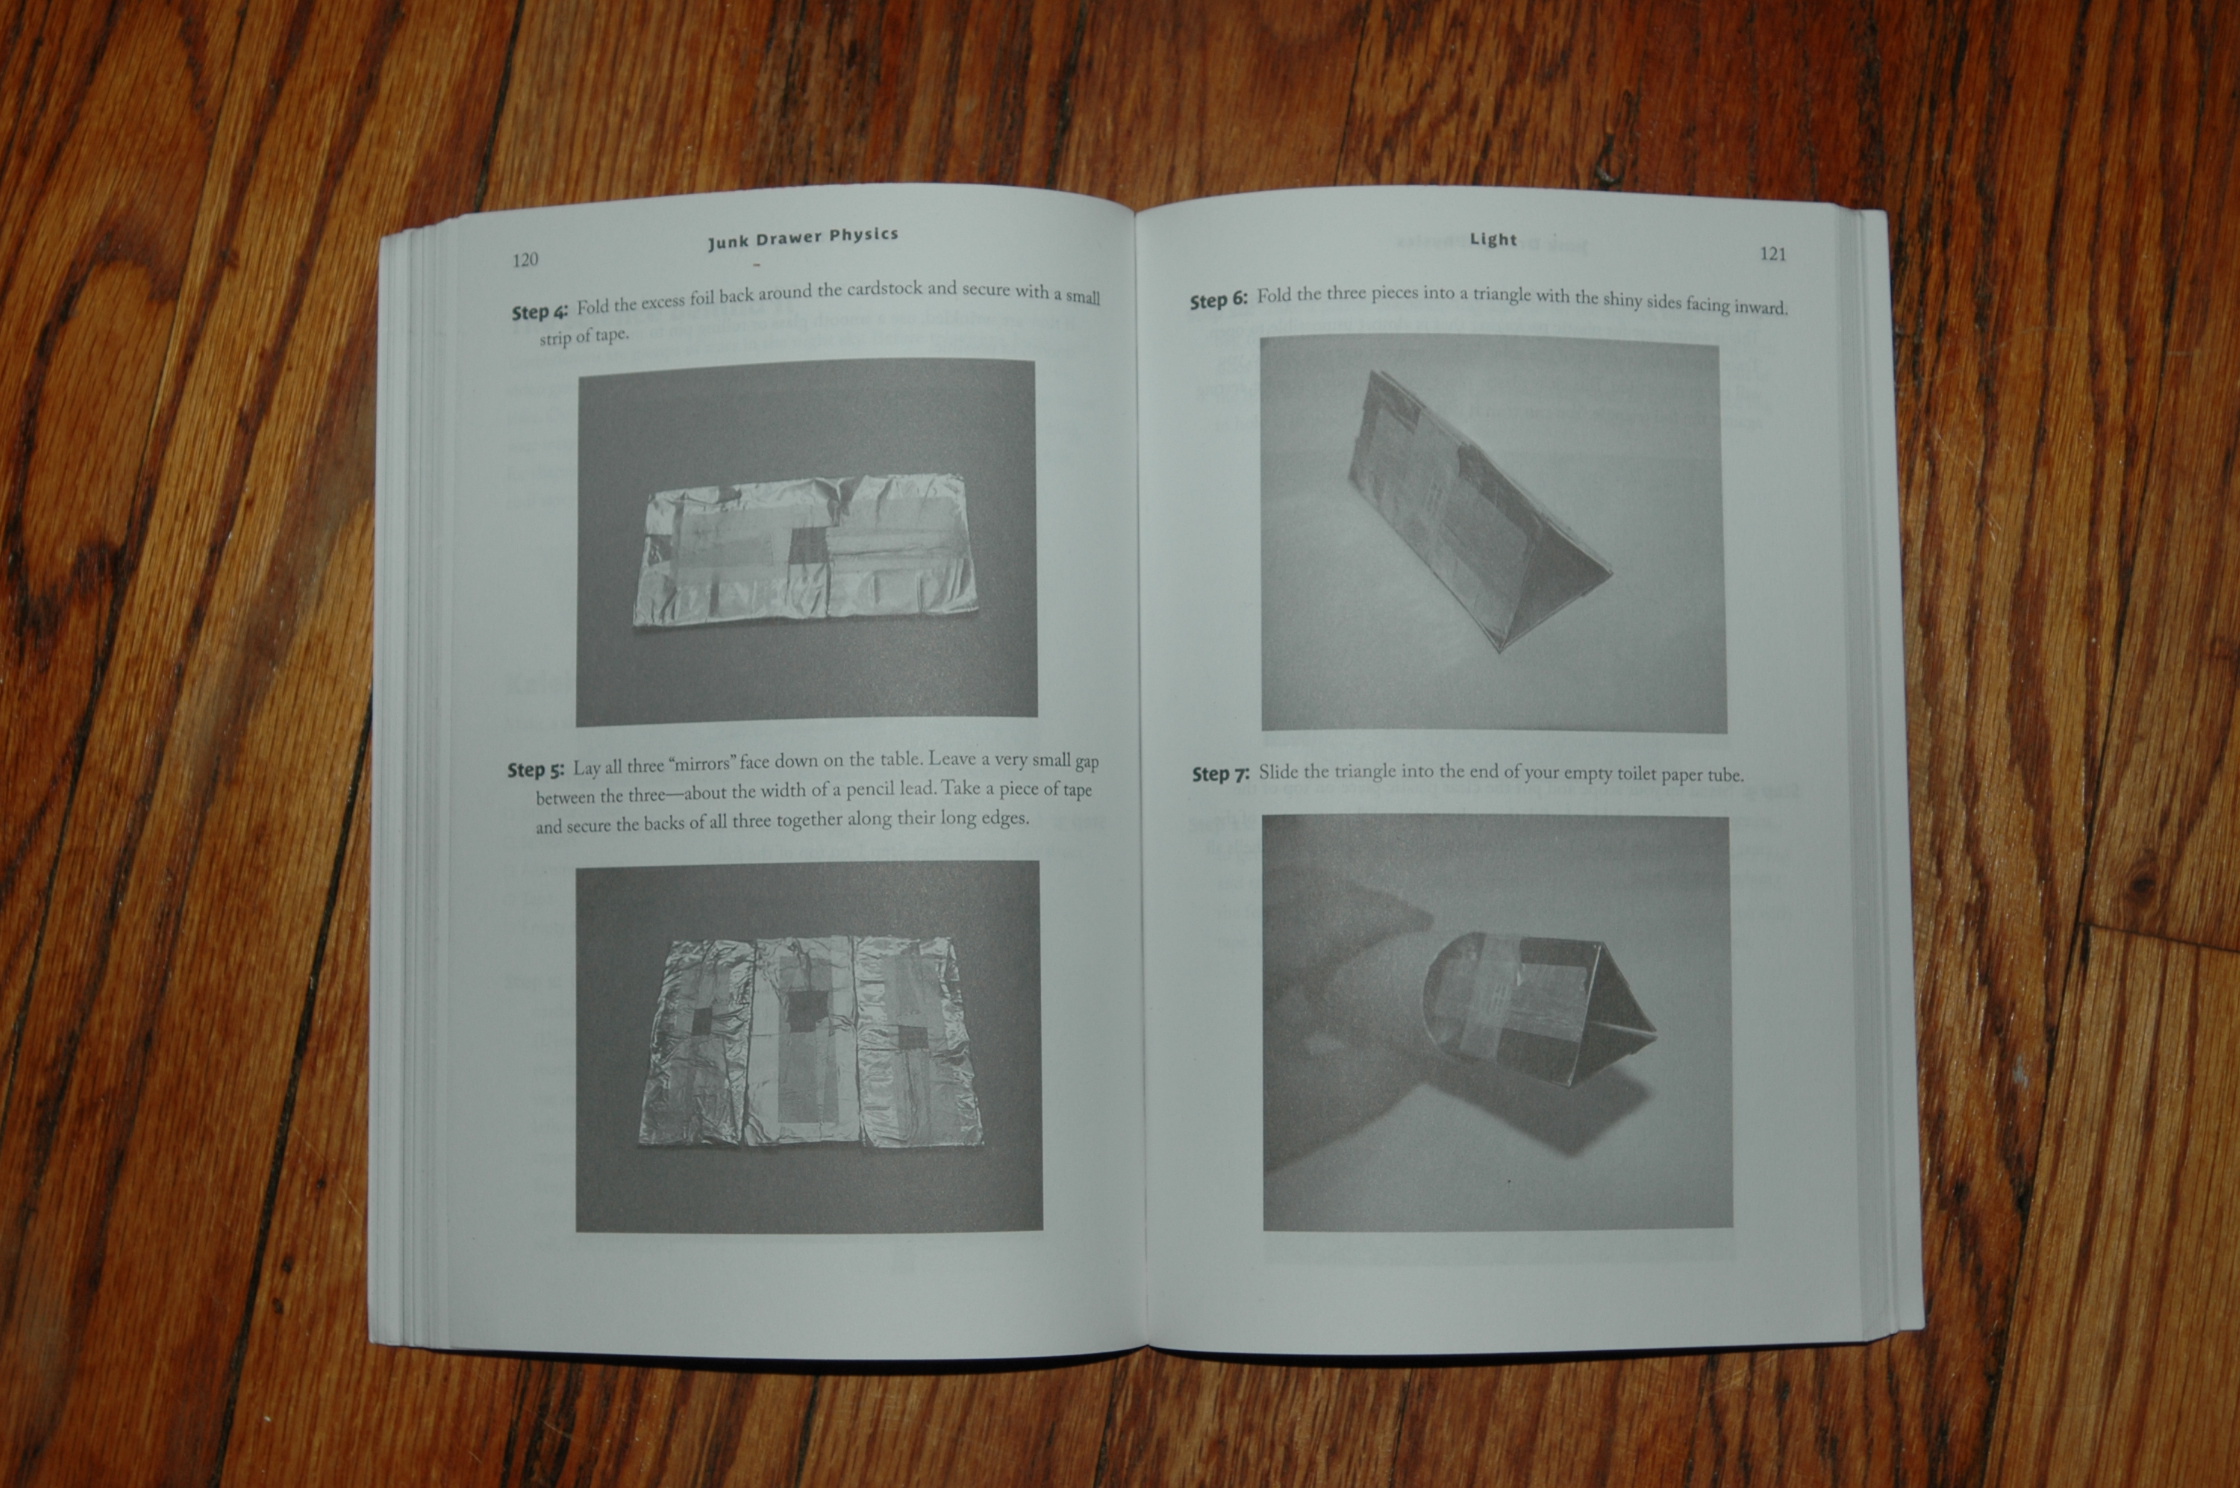 120
Junk Drawer Physics
Step 4: Fold the excess foil back around the cardstock and secure with a small
strip of tape.
Step 5: Lay all three “mirrors” face down on the table. Leave a very small gap
between the three—about the width of a pencil lead. Take a piece of tape
and secure the backs of all three together along their long edges.
Light
121
Step 6: Fold the three pieces into a triangle with the shiny sides facing inward.
Step 7: Slide the triangle into the end of your empty toilet paper tube.